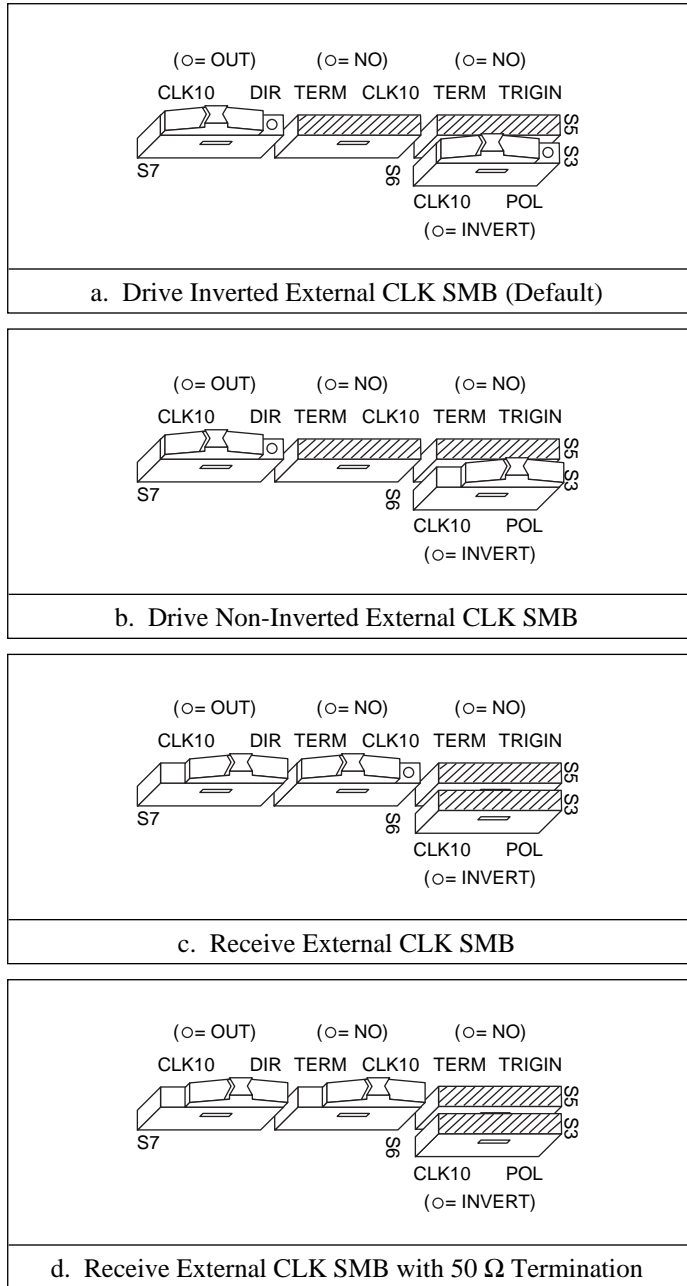 (○= OUT) (○= NO) (○= NO)
CLK10 DIR TERM CLK10 TERM TRIGIN
S5
S3
S7
S6
CLK10 POL
(○= INVERT)
a. Drive Inverted External CLK SMB (Default)
(○= OUT) (○= NO) (○= NO)
CLK10 DIR TERM CLK10 TERM TRIGIN
S5
S3
S7
S6
CLK10 POL
(○= INVERT)
b. Drive Non-Inverted External CLK SMB
(○= OUT) (○= NO) (○= NO)
CLK10 DIR TERM CLK10 TERM TRIGIN
S5
S3
S7
S6
CLK10 POL
(○= INVERT)
c. Receive External CLK SMB
(○= OUT) (○= NO) (○= NO)
CLK10 DIR TERM CLK10 TERM TRIGIN
S5
S3
S7
S6
CLK10 POL
(○= INVERT)
d. Receive External CLK SMB with 50 Ω Termination